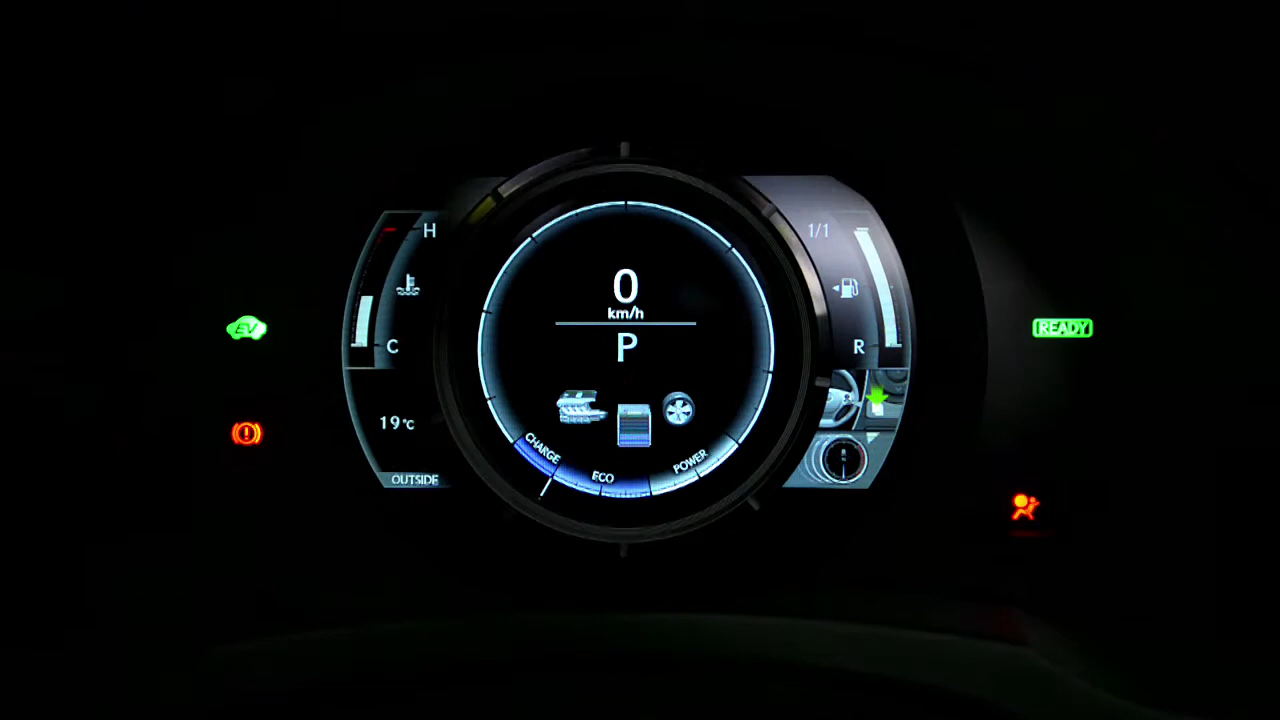 H
1/1
0
km/h
EV
READY
P
C
R
19°C
CHARGE
ECO
POWER
OUTSIDE